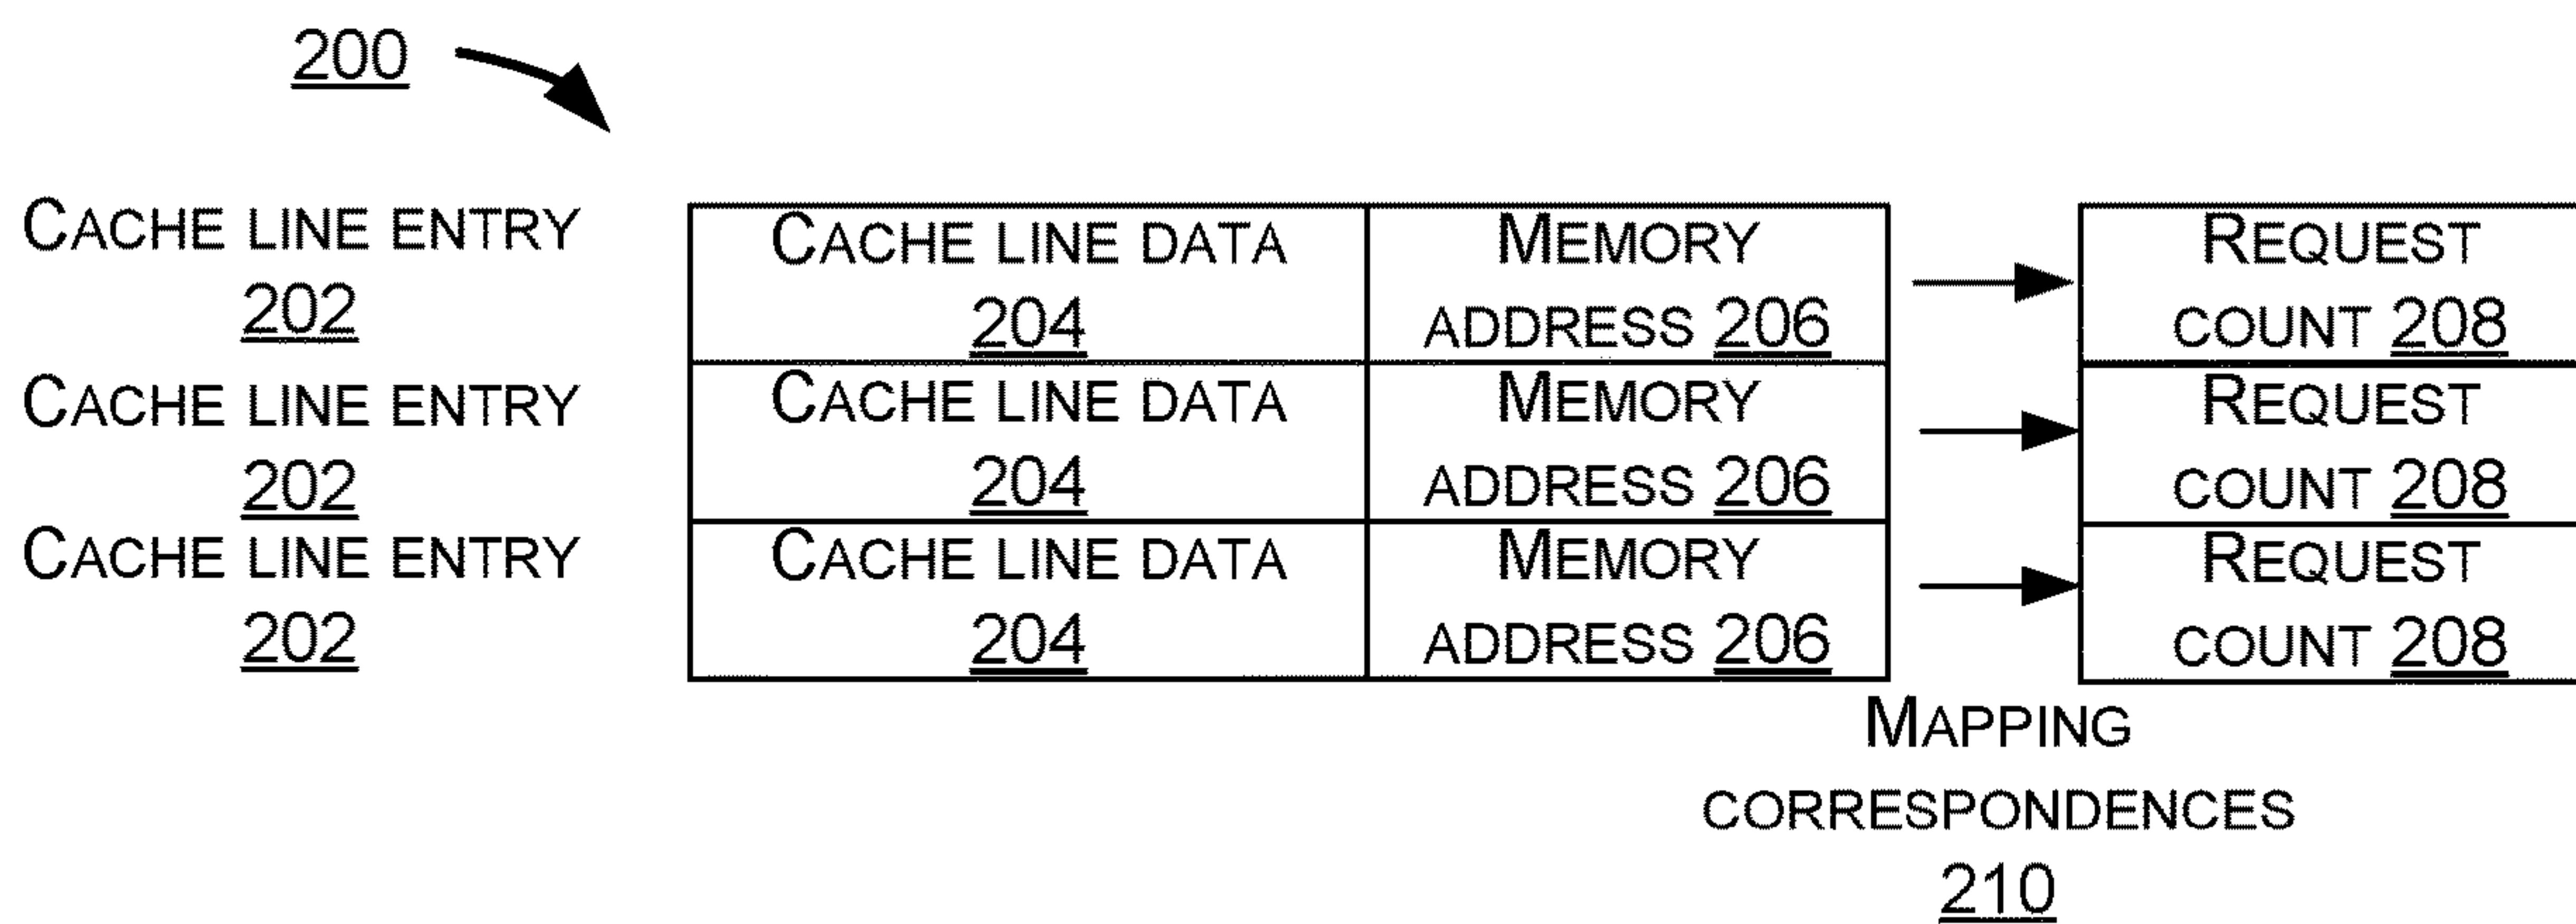 200
CACHE LINE ENTRY
202
CACHE LINE DATA
204
MEMORY
ADDRESS 206
REQUEST
COUNT 208
CACHE LINE ENTRY
202
CACHE LINE DATA
204
MEMORY
ADDRESS 206
REQUEST
COUNT 208
CACHE LINE ENTRY
202
CACHE LINE DATA
204
MEMORY
ADDRESS 206
REQUEST
COUNT 208
MAPPING
CORRESPONDENCES
210